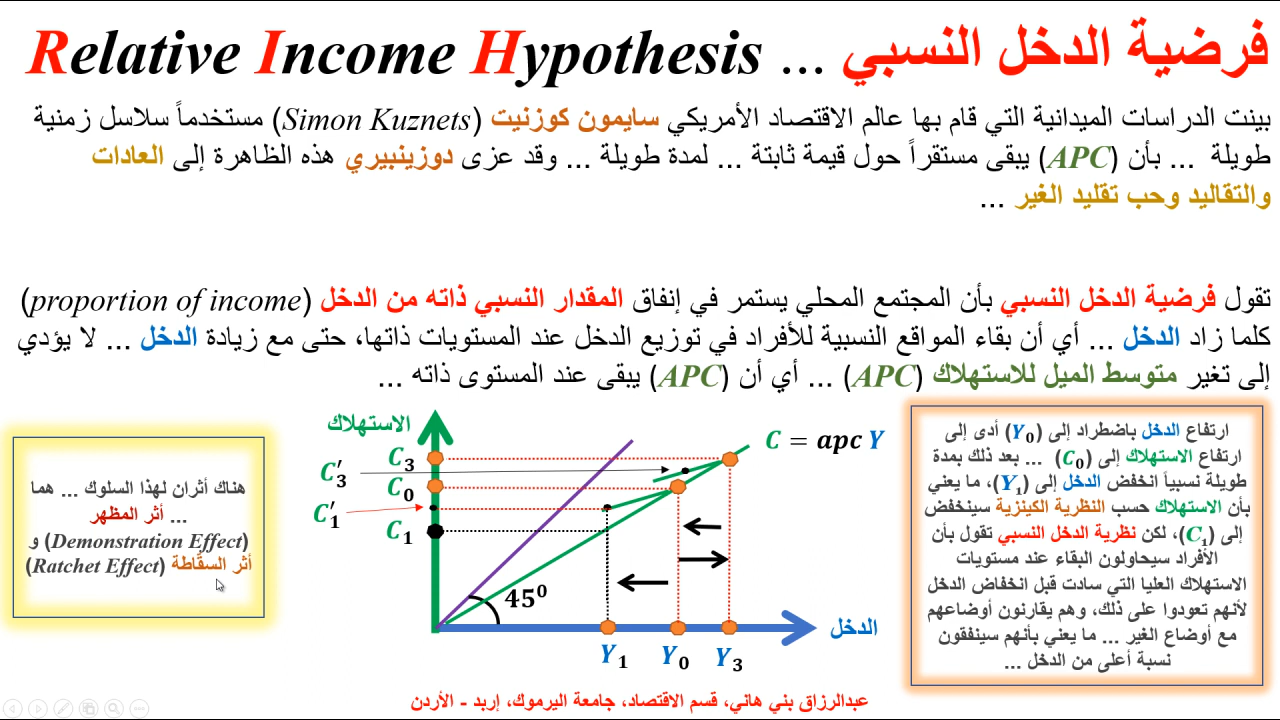 فرضية الدخل النسبي ... Relative Income Hypothesis
بينت الدراسات الميدانية التي قام بها عالم الاقتصاد الأمريكي سايمون كوزنيت (Simon Kuznets) مستخدماً سلاسل زمنية
طويلة ... بأن (APC) يبقى مستقراً حول قيمة ثابتة ... لمدة طويلة ... وقد عزى دوزينبيري هذه الظاهرة إلى العادات
والتقاليد وحب تقليد الغير ...
تقول فرضية الدخل النسبي بأن المجتمع المحلي يستمر في إنفاق المقدار النسبي ذاته من الدخل (proportion of income)
كلما زاد الدخل ... أي أن بقاء المواقع النسبية للأفراد في توزيع الدخل عند المستويات ذاتها، حتى مع زيادة الدخل ... لا يؤدي
إلى تغير متوسط الميل للاستهلاك (APC) ... أي أن (APC) يبقى عند المستوى ذاته ...
ارتفاع الدخل باضطراد إلى (Y₀) أدى إلى
ارتفاع الاستهلاك إلى (C₀) ... بعد ذلك بمدة
طويلة نسبياً انخفض الدخل إلى (Y₁)، ما يعني
بأن الاستهلاك حسب النظرية الكينزية سينخفض
إلى (C₁)، لكن نظرية الدخل النسبي تقول بأن
الأفراد سيحاولون البقاء عند مستويات
الاستهلاك العليا التي سادت قبل انخفاض الدخل
لأنهم تعودوا على ذلك، وهم يقارنون أوضاعهم
مع أوضاع الغير ... ما يعني بأنهم سينفقون
نسبة أعلى من الدخل ...
الاستهلاك
C = apc Y
C₃
C′₃
C₀
C′₁
C₁
45⁰
الدخل
Y₁
Y₀
Y₃
هناك أثران لهذا السلوك ... هما
... أثر المظهر
(Demonstration Effect) و
أثر السقّاطة (Ratchet Effect)
عبدالرزاق بني هاني، قسم الاقتصاد، جامعة اليرموك، إربد - الأردن